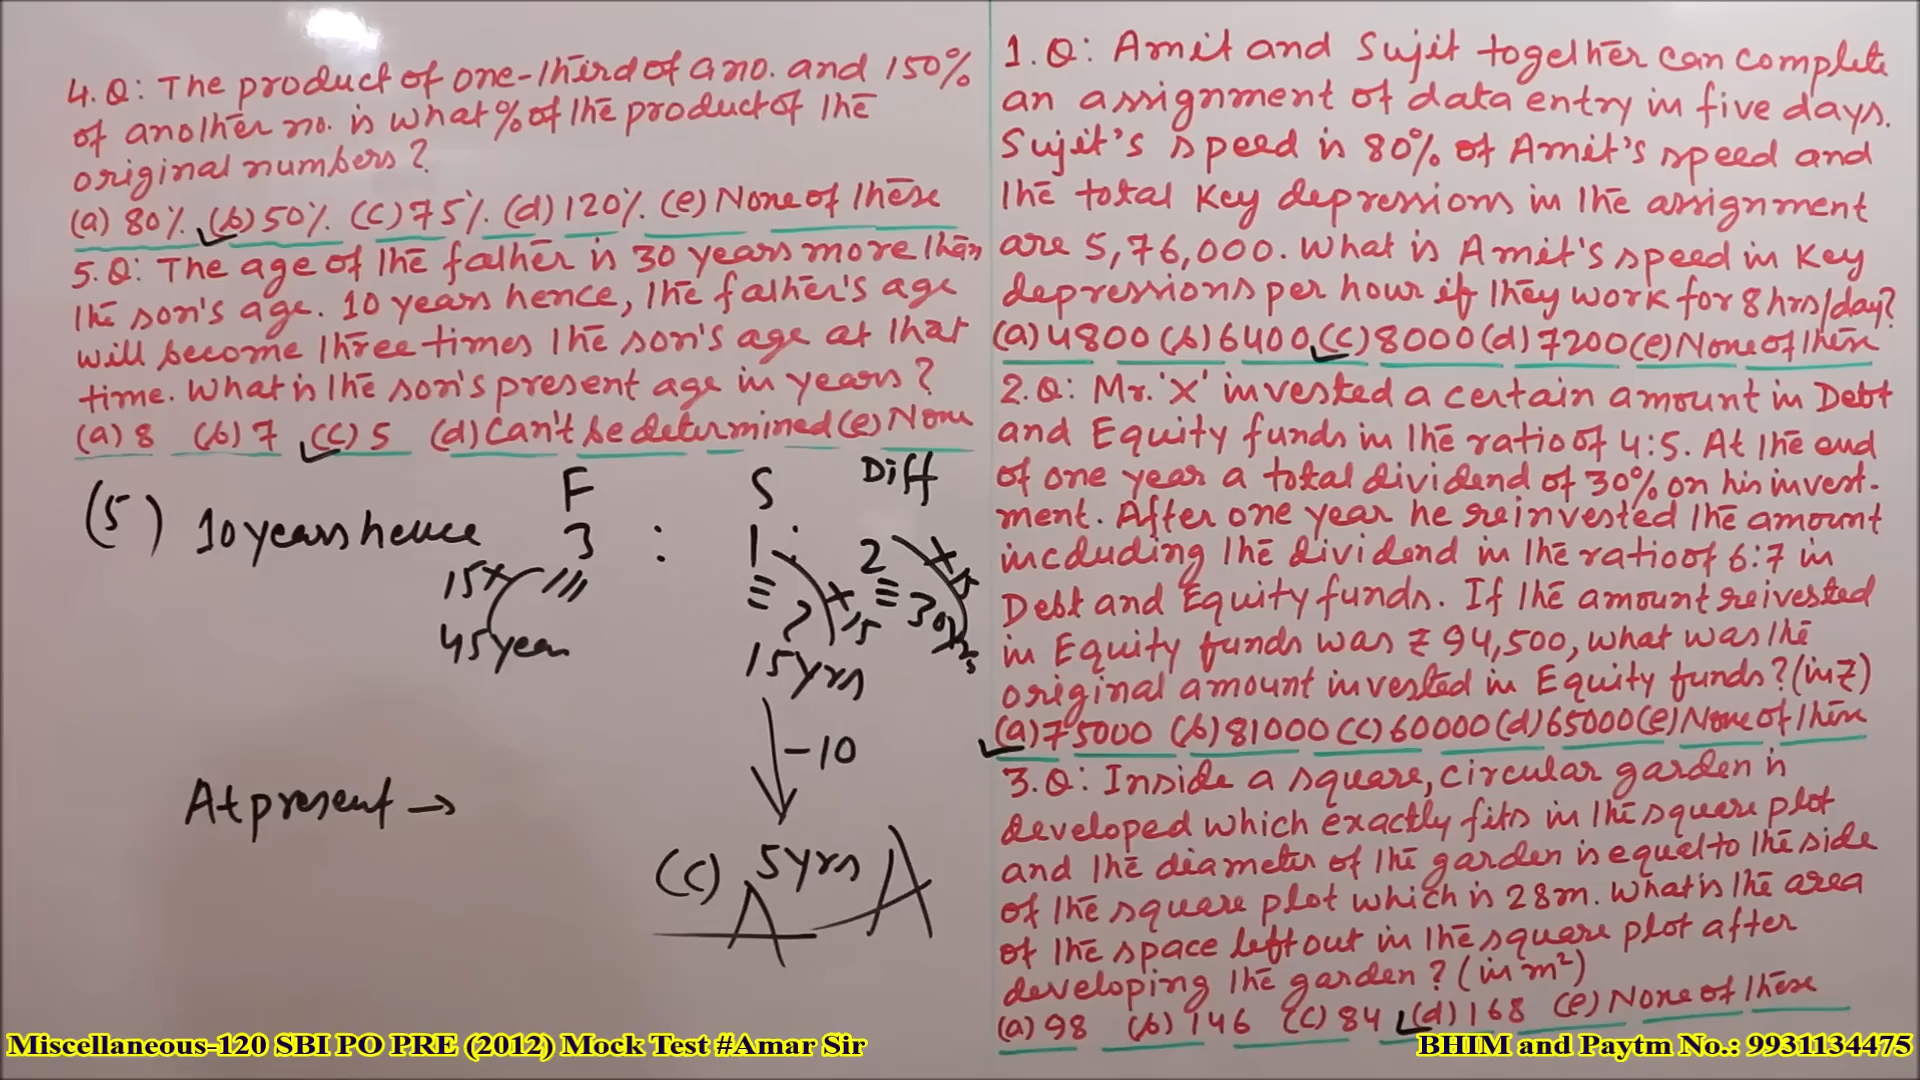 4.Q: The product of one-third of a no. and 150%
of another no. is what % of the product of the
original numbers?
(a) 80%. (b) 50%. (c) 75%. (d) 120%. (e) None of these
5.Q: The age of the father is 30 years more than
the son's age. 10 years hence, the father's age
will become three times the son's age at that
time. What is the son's present age in years?
(a) 8 (b) 7 (c) 5 (d) Can't be determined (e) None
(5) 10 years hence
F : S Diff
3 : 1 : 2
15x
45 year
?
15 yrs
x 15
30 yrs
x 15
-10
At present →
(c) 5 yrs
A A
1.Q: Amit and Sujit together can complete
an assignment of data entry in five days.
Sujit's speed is 80% of Amit's speed and
the total Key depressions in the assignment
are 5,76,000. What is Amit's speed in Key
depressions per hour if they work for 8 hrs/day?
(a) 4800 (b) 6400 (c) 8000 (d) 7200 (e) None of these
2.Q: Mr. 'X' invested a certain amount in Debt
and Equity funds in the ratio of 4:5. At the end
of one year a total dividend of 30% on his invest-
ment. After one year he reinvested the amount
incduding the dividend in the ratio of 6:7 in
Debt and Equity funds. If the amount reivested
in Equity funds was ₹ 94,500, what was the
original amount invested in Equity funds? (in ₹)
(a) 75000 (b) 81000 (c) 60000 (d) 65000 (e) None of these
3.Q: Inside a square, circular garden is
developed which exactly fits in the square plot
and the diameter of the garden is equal to the side
of the square plot which is 28m. What is the area
of the space left out in the square plot after
developing the garden? (in m²)
(a) 98 (b) 146 (c) 84 (d) 168 (e) None of these
Miscellaneous-120 SBI PO PRE (2012) Mock Test #Amar Sir
BHIM and Paytm No.: 9931134475